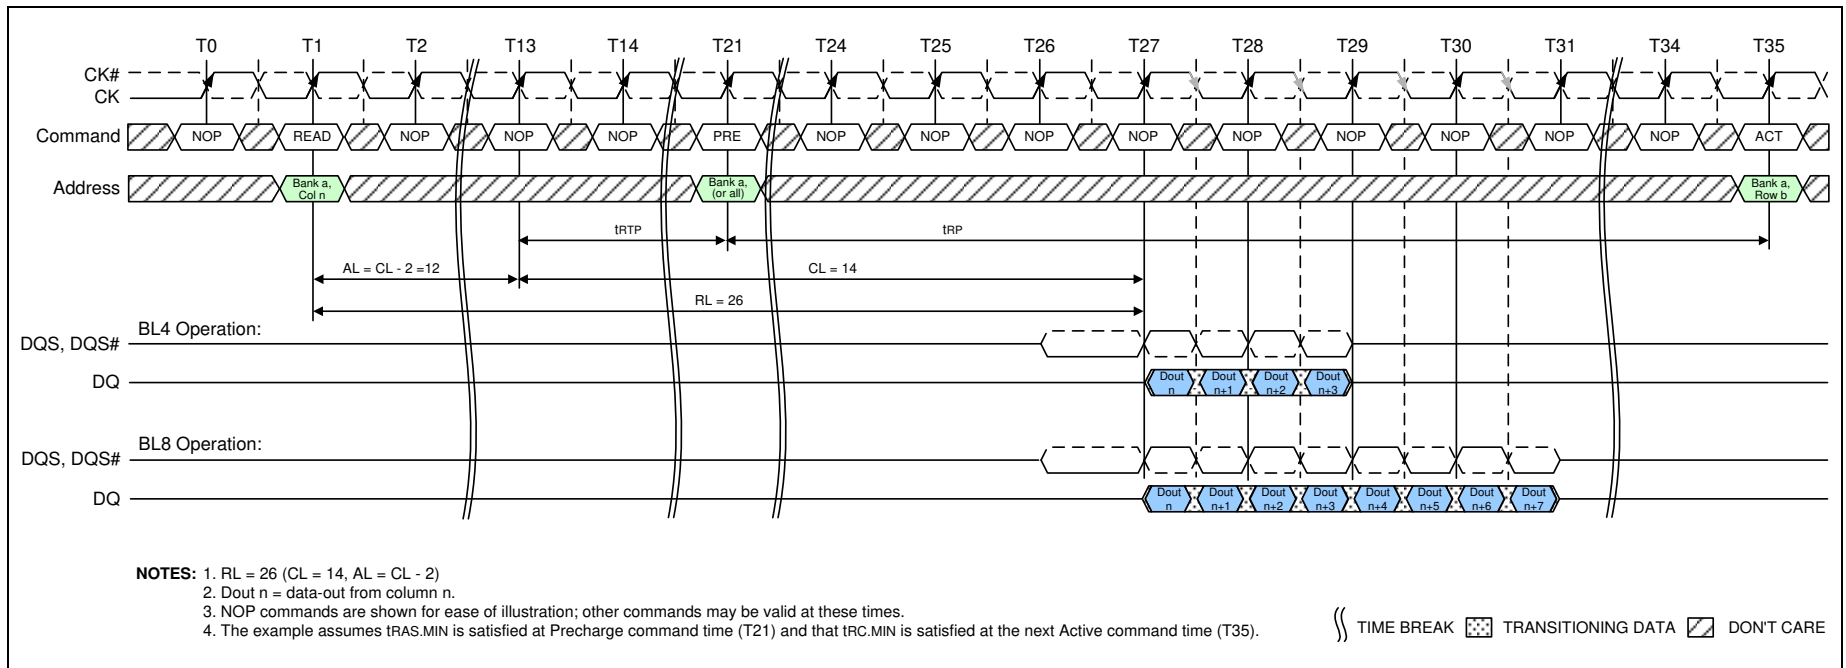 T0 T1 T2 T13 T14 T21 T24 T25 T26 T27 T28 T29 T30 T31 T34 T35
CK#
CK
Command NOP READ NOP NOP NOP PRE NOP NOP NOP NOP NOP NOP NOP NOP NOP ACT
Address Bank a, Col n Bank a, (or all) Bank a, Row b
tRTP tRP
AL = CL - 2 =12 CL = 14
RL = 26
BL4 Operation:
DQS, DQS#
DQ Dout n Dout n+1 Dout n+2 Dout n+3
BL8 Operation:
DQS, DQS#
DQ Dout n Dout n+1 Dout n+2 Dout n+3 Dout n+4 Dout n+5 Dout n+6 Dout n+7
NOTES: 1. RL = 26 (CL = 14, AL = CL - 2)
2. Dout n = data-out from column n.
3. NOP commands are shown for ease of illustration; other commands may be valid at these times.
4. The example assumes tRAS.MIN is satisfied at Precharge command time (T21) and that tRC.MIN is satisfied at the next Active command time (T35).
TIME BREAK TRANSITIONING DATA DON'T CARE